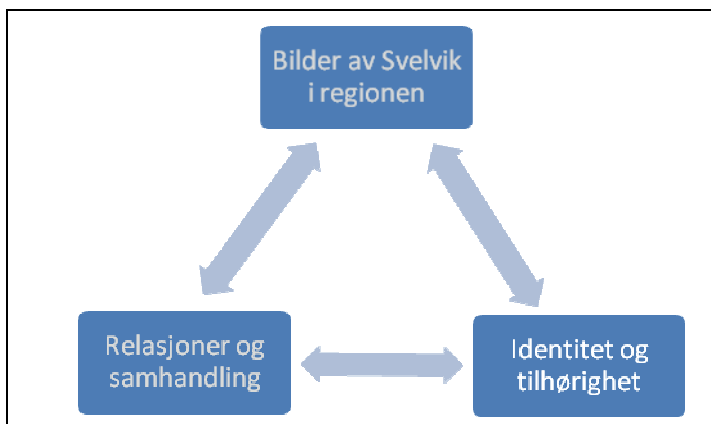 Bilder av Svelvik
i regionen
Relasjoner og
samhandling
Identitet og
tilhørighet